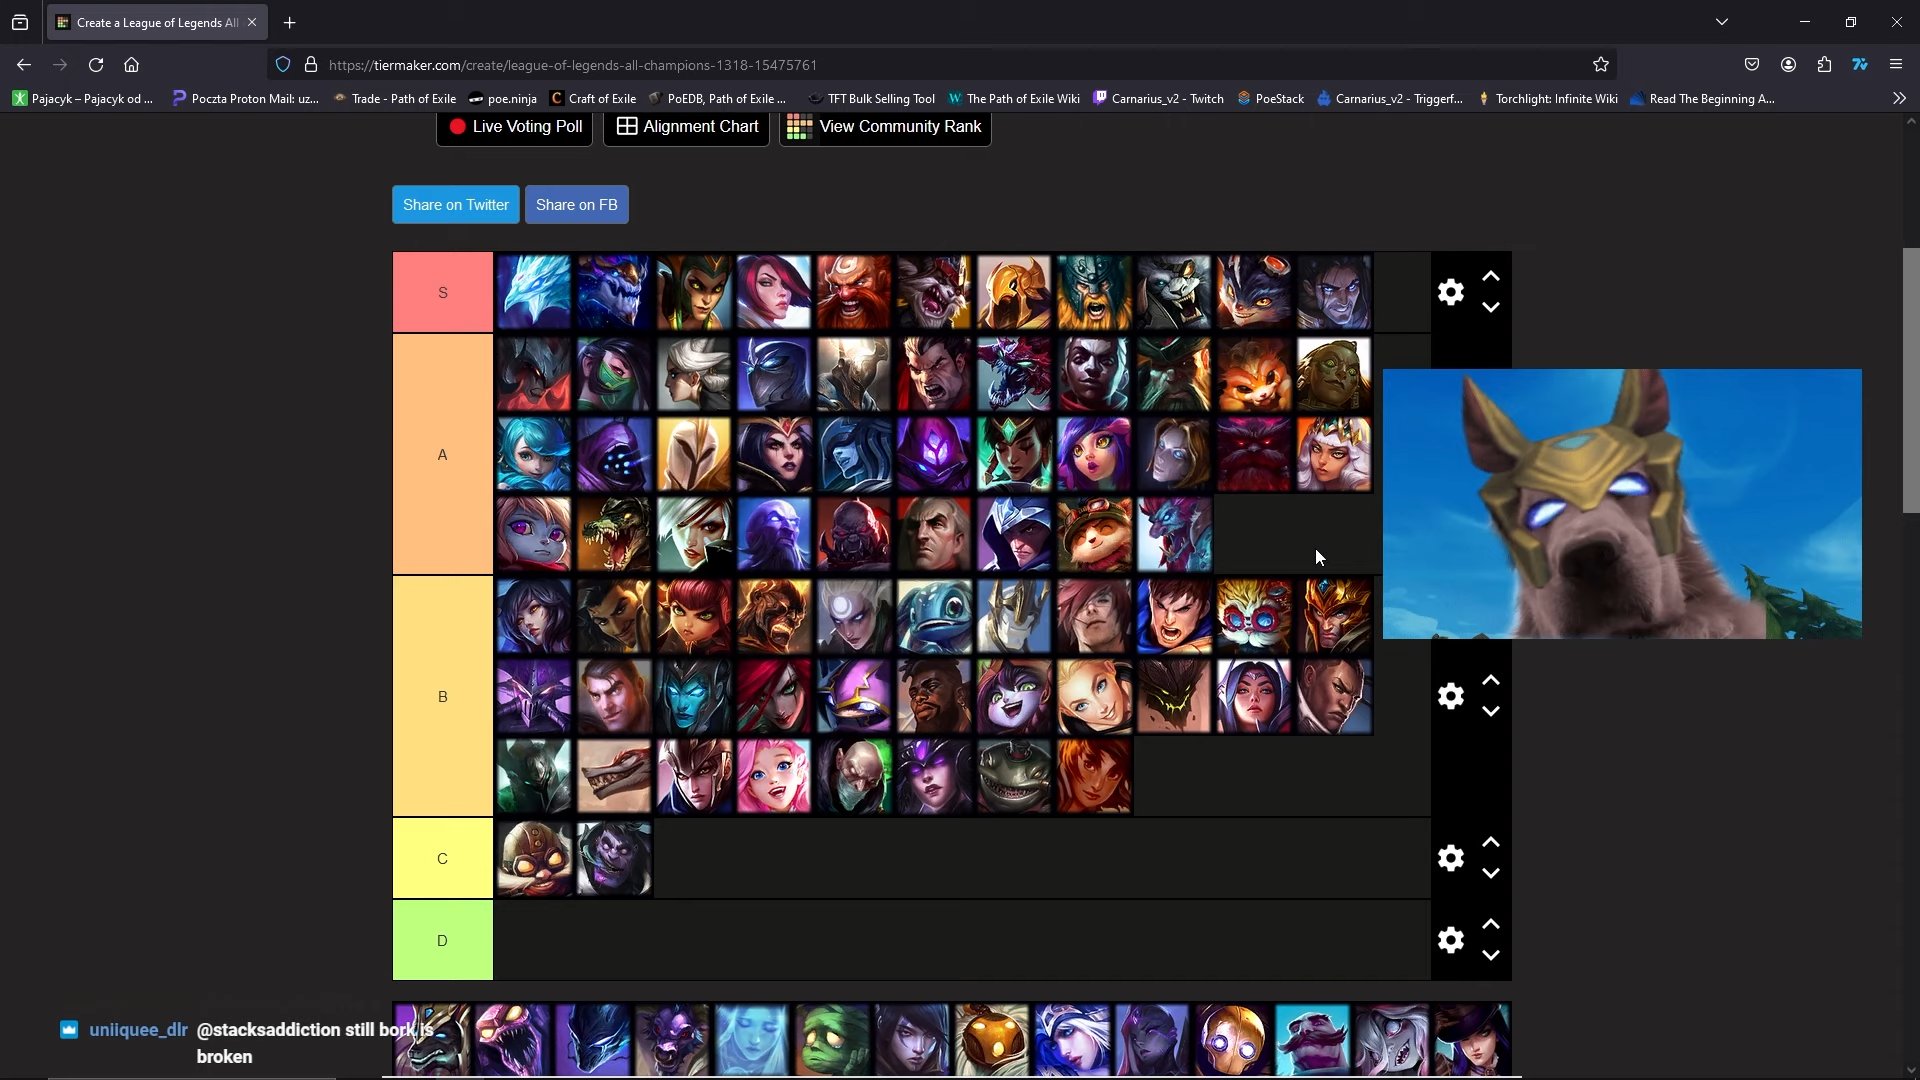 Create a League of Legends All
https://tiermaker.com/create/league-of-legends-all-champions-1318-15475761
Pajacyk – Pajacyk od ...
Poczta Proton Mail: uz...
Trade - Path of Exile
poe.ninja
Craft of Exile
PoEDB, Path of Exile ...
TFT Bulk Selling Tool
The Path of Exile Wiki
Carnarius_v2 - Twitch
PoeStack
Carnarius_v2 - Triggerf...
Torchlight: Infinite Wiki
Read The Beginning A...
Live Voting Poll
Alignment Chart
View Community Rank
Share on Twitter
Share on FB
S
A
B
C
D
uniiquee_dlr @stacksaddiction still bork is
broken